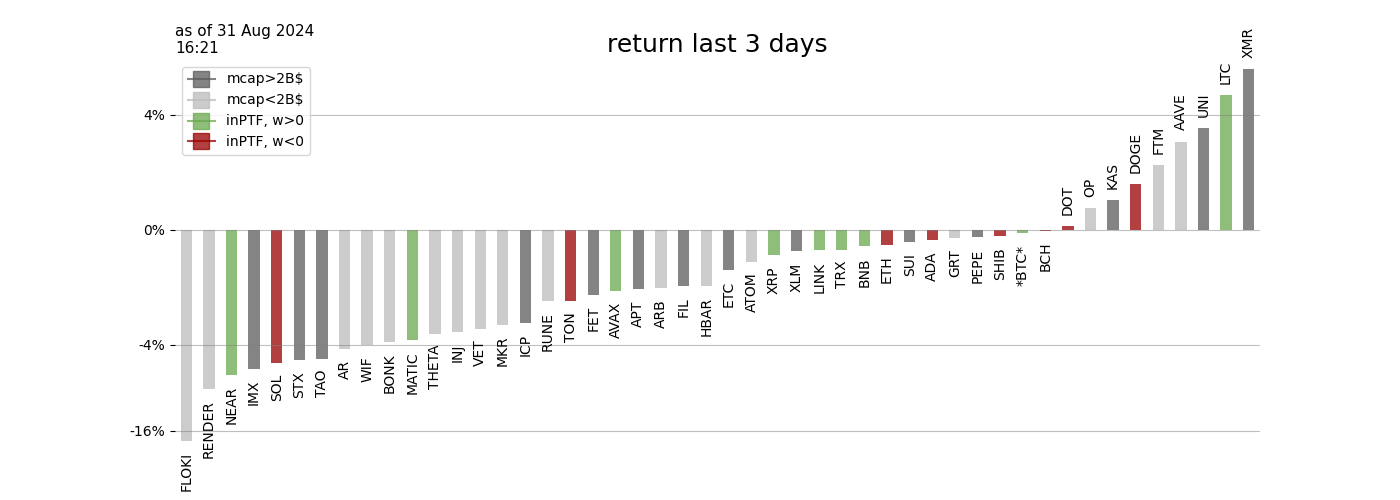 as of 31 Aug 2024
16:21
return last 3 days
mcap>2B$
mcap<2B$
inPTF, w>0
inPTF, w<0
4%
0%
-4%
-16%
FLOKI
RENDER
NEAR
IMX
SOL
STX
TAO
AR
WIF
BONK
MATIC
THETA
INJ
VET
MKR
ICP
RUNE
TON
FET
AVAX
APT
ARB
FIL
HBAR
ETC
ATOM
XRP
XLM
LINK
TRX
BNB
ETH
SUI
ADA
GRT
PEPE
SHIB
*BTC*
BCH
DOT
OP
KAS
DOGE
FTM
AAVE
UNI
LTC
XMR